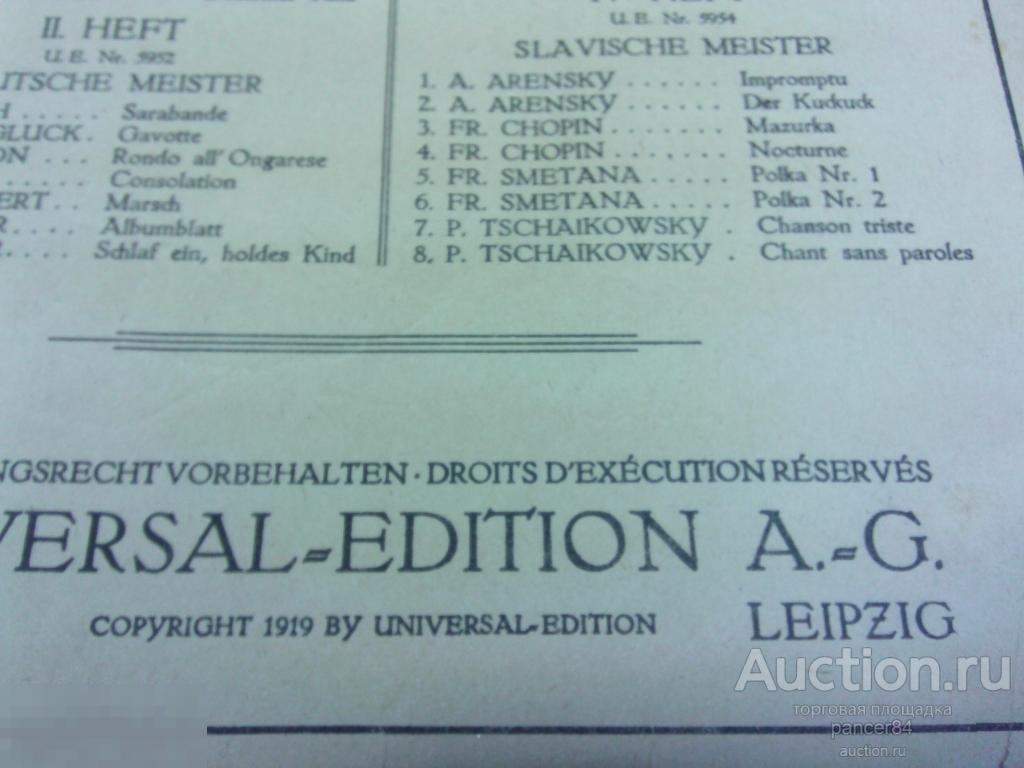 II. HEFT
U.E. Nr. 5952
UTSCHE MEISTER
H ..... Sarabande
GLUCK . Gavotte
ON ... Rondo all'Ongarese
..... Consolation
ERT .. Marsch
R .... Albumblatt
.... Schlaf ein, holdes Kind
U.E. Nr. 5954
SLAVISCHE MEISTER
1. A. ARENSKY ...... Impromptu
2. A. ARENSKY ...... Der Kuckuck
3. FR. CHOPIN ....... Mazurka
4. FR. CHOPIN ....... Nocturne
5. FR. SMETANA ..... Polka Nr. 1
6. FR. SMETANA ..... Polka Nr. 2
7. P. TSCHAIKOWSKY . Chanson triste
8. P. TSCHAIKOWSKY . Chant sans paroles
NGSRECHT VORBEHALTEN · DROITS D'EXÉCUTION RÉSERVÉS
VERSAL-EDITION A.-G.
COPYRIGHT 1919 BY UNIVERSAL-EDITION LEIPZIG
Auction.ru
торговая площадка
pancer84
auction.ru